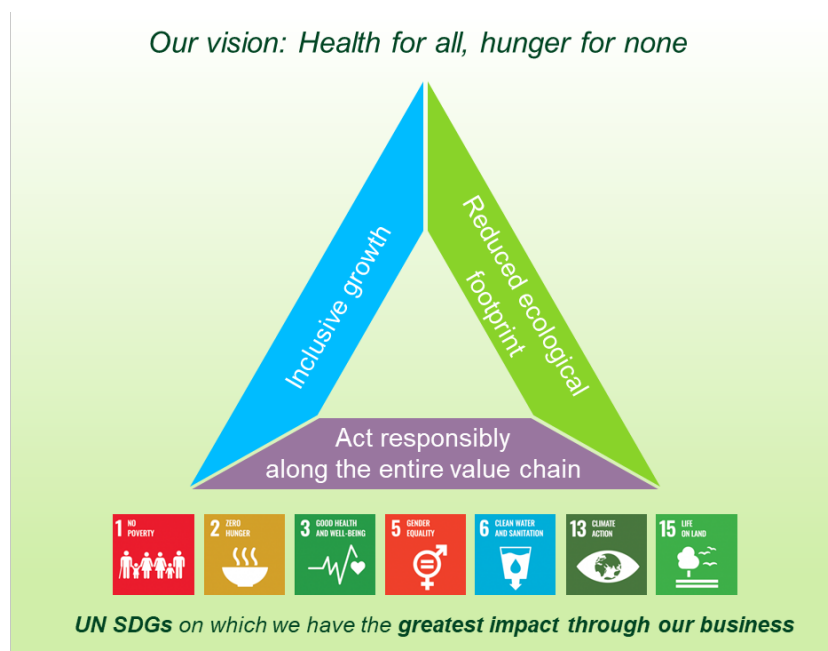 Our vision: Health for all, hunger for none
Inclusive growth
Reduced ecological
footprint
Act responsibly
along the entire value chain
1 NO
POVERTY
2 ZERO
HUNGER
3 GOOD HEALTH
AND WELL-BEING
5 GENDER
EQUALITY
6 CLEAN WATER
AND SANITATION
13 CLIMATE
ACTION
15 LIFE
ON LAND
UN SDGs on which we have the greatest impact through our business